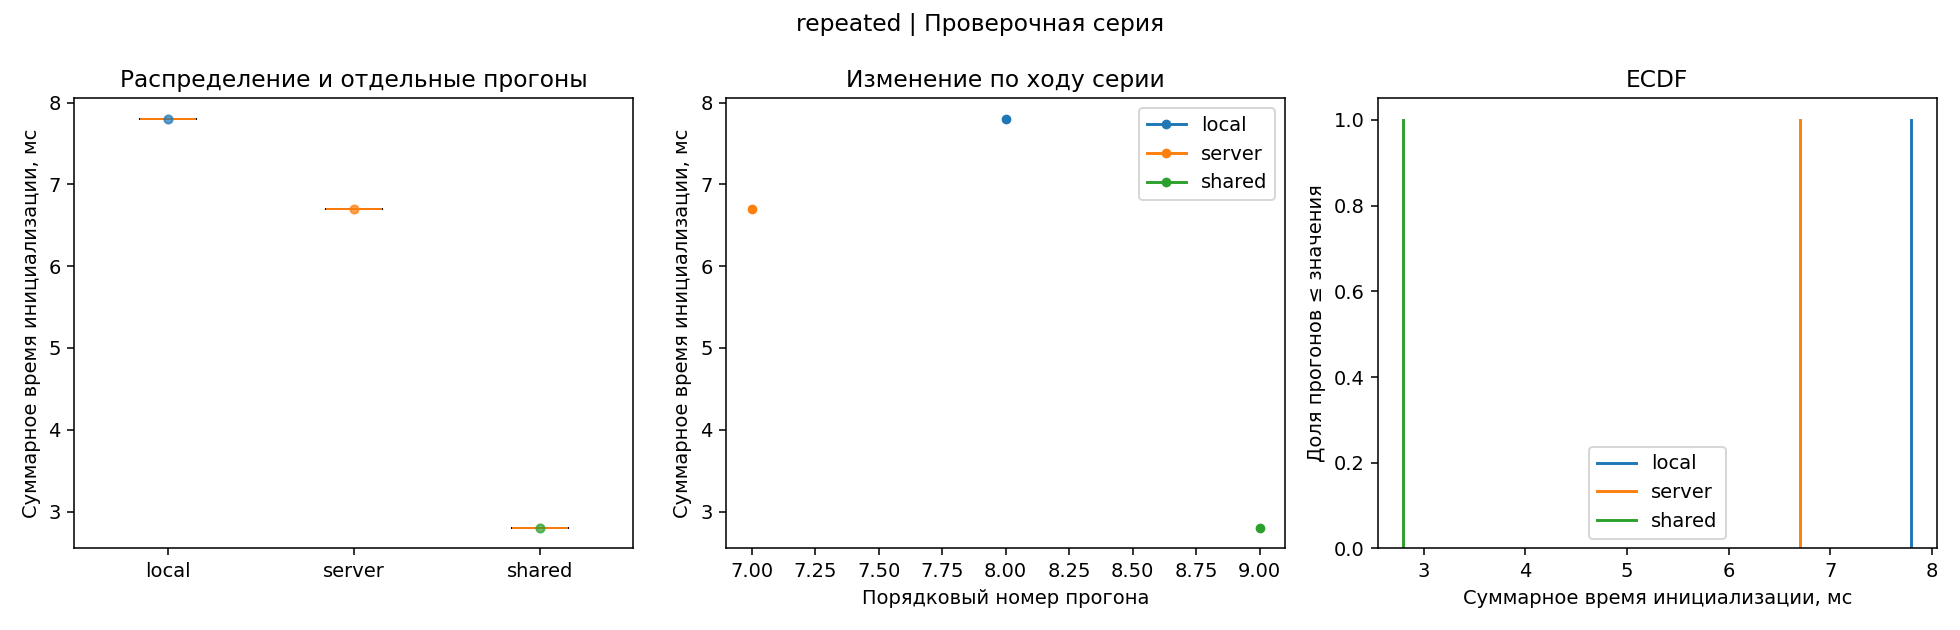 repeated | Проверочная серия
Распределение и отдельные прогоны
Суммарное время инициализации, мс
8
7
6
5
4
3
local
server
shared
Изменение по ходу серии
Суммарное время инициализации, мс
8
7
6
5
4
3
local
server
shared
7.00
7.25
7.50
7.75
8.00
8.25
8.50
8.75
9.00
Порядковый номер прогона
ECDF
Доля прогонов ≤ значения
1.0
0.8
0.6
0.4
0.2
0.0
local
server
shared
3
4
5
6
7
8
Суммарное время инициализации, мс